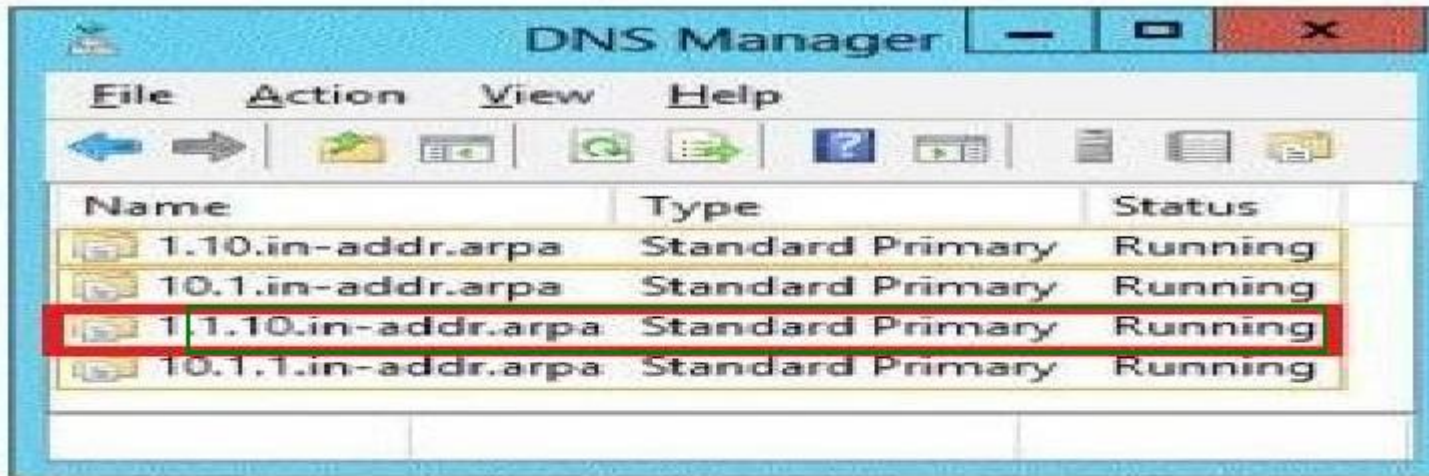 DNS Manager
File Action View Help
Name Type Status
1.10.in-addr.arpa Standard Primary Running
10.1.in-addr.arpa Standard Primary Running
1.1.10.in-addr.arpa Standard Primary Running
10.1.1.in-addr.arpa Standard Primary Running